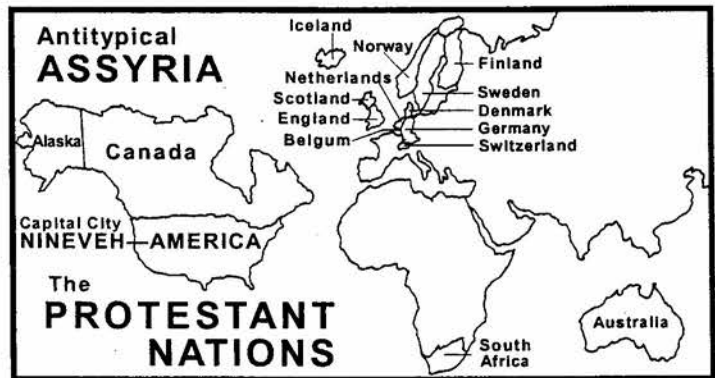 Antitypical
ASSYRIA
Iceland
Norway
Netherlands
Scotland
England
Belgum
Finland
Sweden
Denmark
Germany
Switzerland
Alaska
Canada
Capital City
NINEVEH AMERICA
The
PROTESTANT
NATIONS
South
Africa
Australia